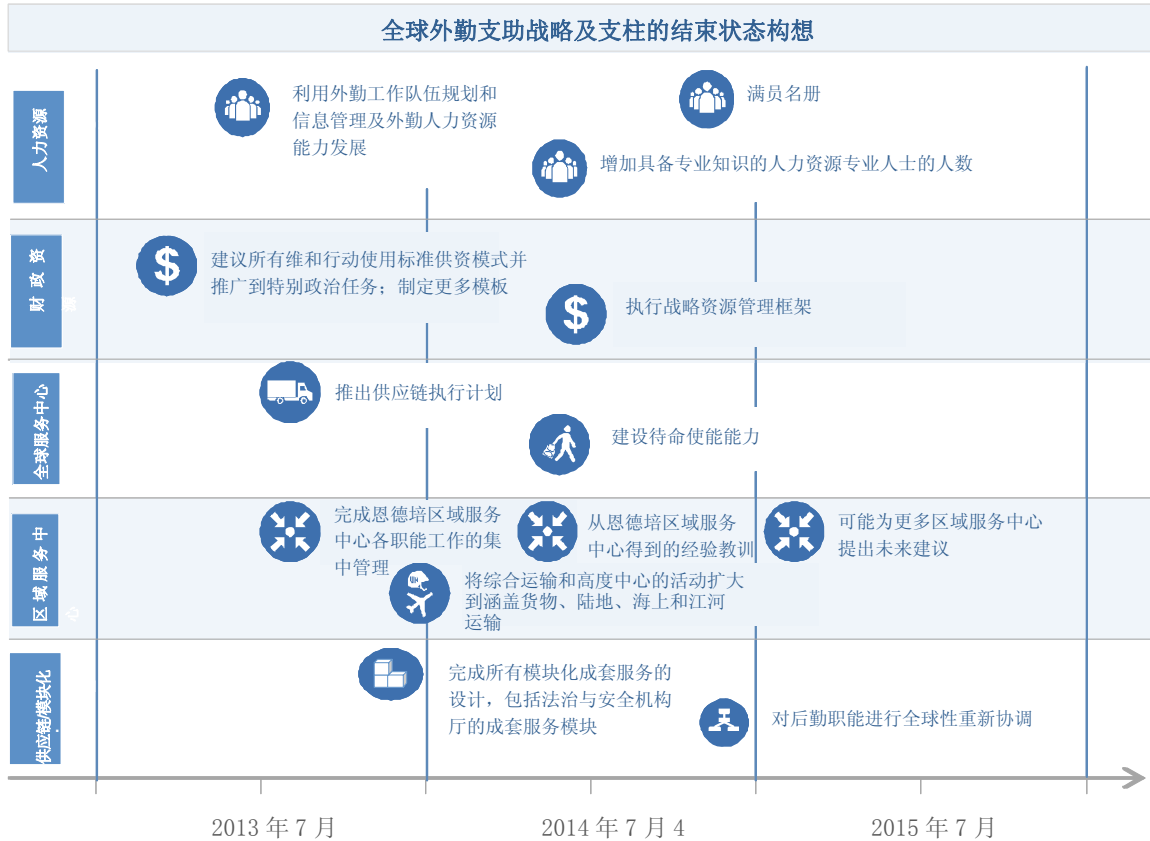 全球外勤支助战略及支柱的结束状态构想
人力资源
利用外勤工作队伍规划和
信息管理及外勤人力资源
能力发展
满员名册
增加具备专业知识的人力资源专业人士的人数
财政资
源
建议所有维和行动使用标准供资模式并
推广到特别政治任务；制定更多模板
执行战略资源管理框架
全球服务中心
推出供应链执行计划
建设待命使能能力
区域服务中
心
完成恩德培区域服务
中心各职能工作的集
中管理
从恩德培区域服务
中心得到的经验教训
可能为更多区域服务中心
提出未来建议
将综合运输和高度中心的活动扩大
到涵盖货物、陆地、海上和江河
运输
供应链/模块化
完成所有模块化成套服务的
设计，包括法治与安全机构
厅的成套服务模块
对后勤职能进行全球性重新协调
2013 年 7 月
2014 年 7 月 4
2015 年 7 月